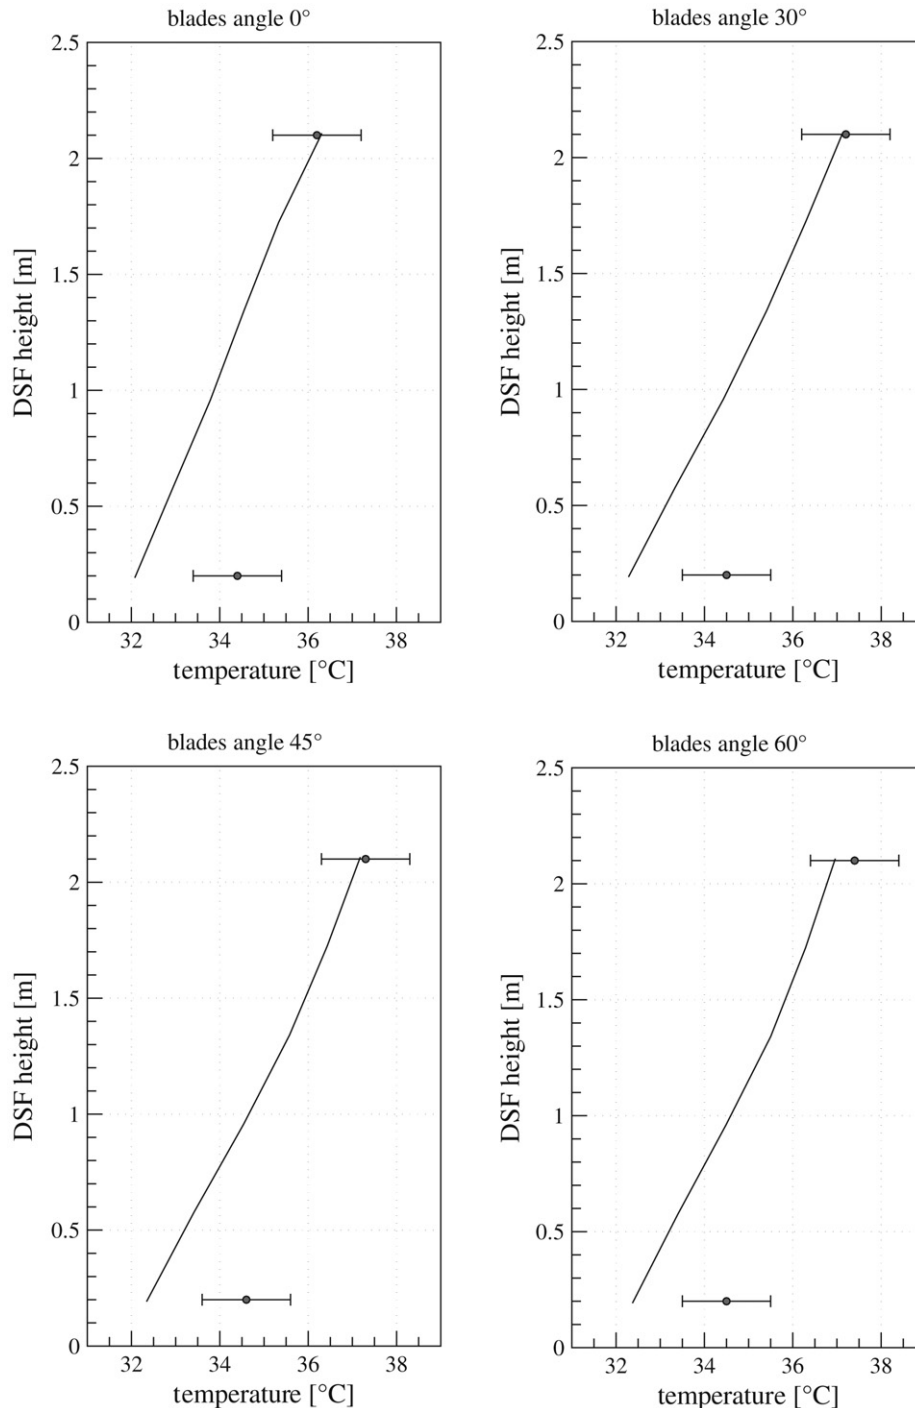 blades angle 0°
2.5
2
1.5
1
0.5
0
32 34 36 38
DSF height [m]
temperature [°C]
blades angle 30°
2.5
2
1.5
1
0.5
0
32 34 36 38
DSF height [m]
temperature [°C]
blades angle 45°
2.5
2
1.5
1
0.5
0
32 34 36 38
DSF height [m]
temperature [°C]
blades angle 60°
2.5
2
1.5
1
0.5
0
32 34 36 38
DSF height [m]
temperature [°C]